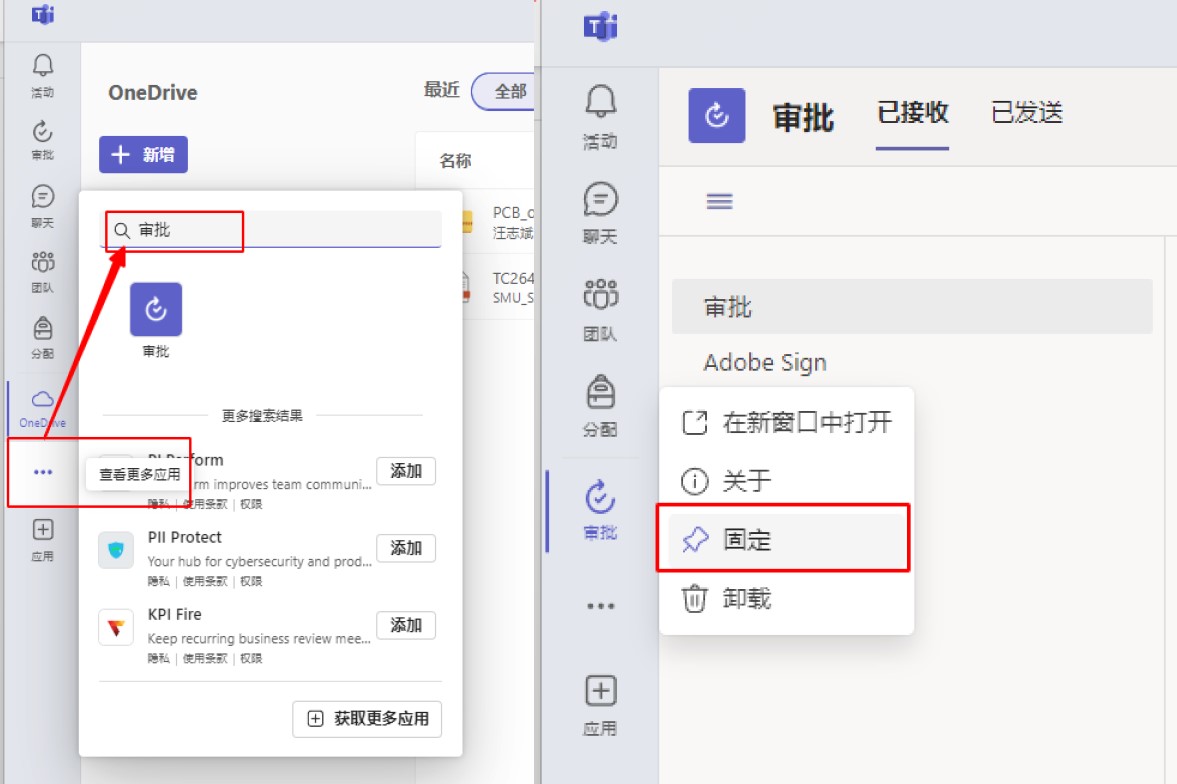 活动
审批
聊天
团队
分配
OneDrive
应用
OneDrive
最近
全部
新增
名称
PCB_
汪志斌
TC264
SMU_S
审批
审批
更多搜索结果
查看更多应用
rm improves team communi...
隐私 | 使用条款 | 权限
添加
PII Protect
Your hub for cybersecurity and prod...
隐私 | 使用条款 | 权限
添加
KPI Fire
Keep recurring business review mee...
隐私 | 使用条款 | 权限
添加
获取更多应用
活动
聊天
团队
分配
审批
应用
审批
已接收
已发送
审批
Adobe Sign
在新窗口中打开
关于
固定
卸载